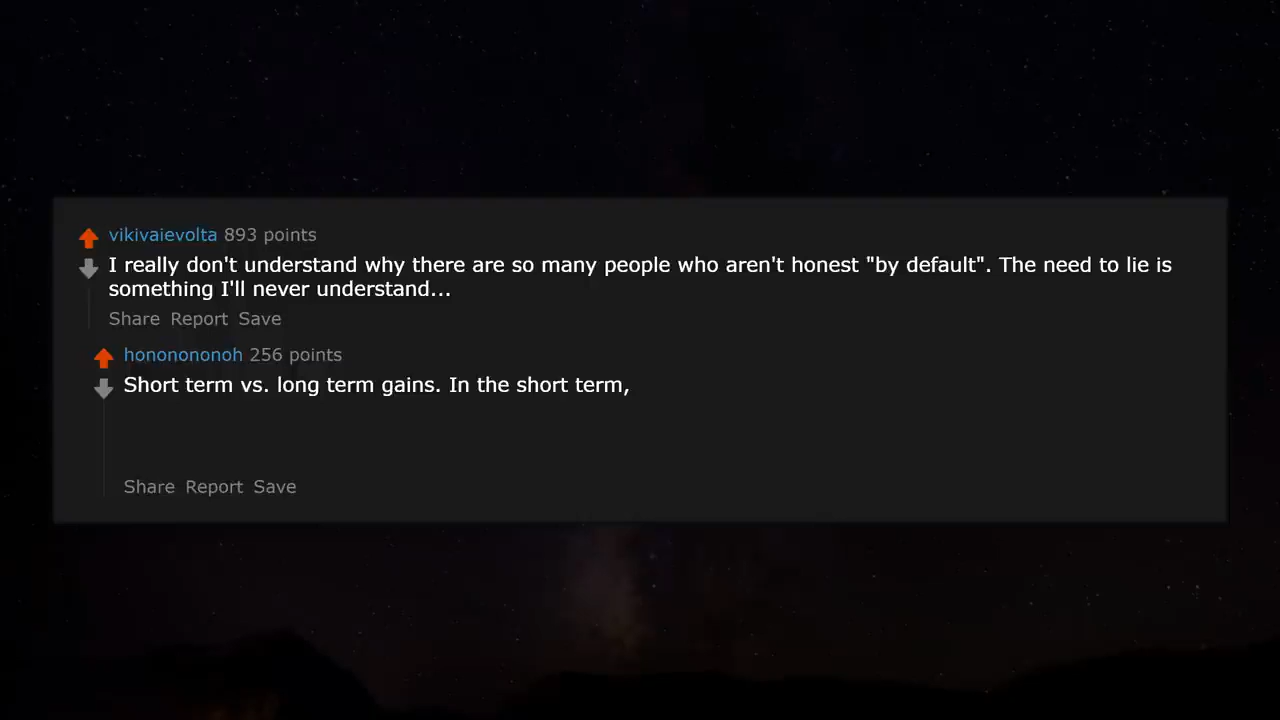 vikivaievolta 893 points
I really don't understand why there are so many people who aren't honest "by default". The need to lie is
something I'll never understand...
Share Report Save
honononononoh 256 points
Short term vs. long term gains. In the short term,
Share Report Save